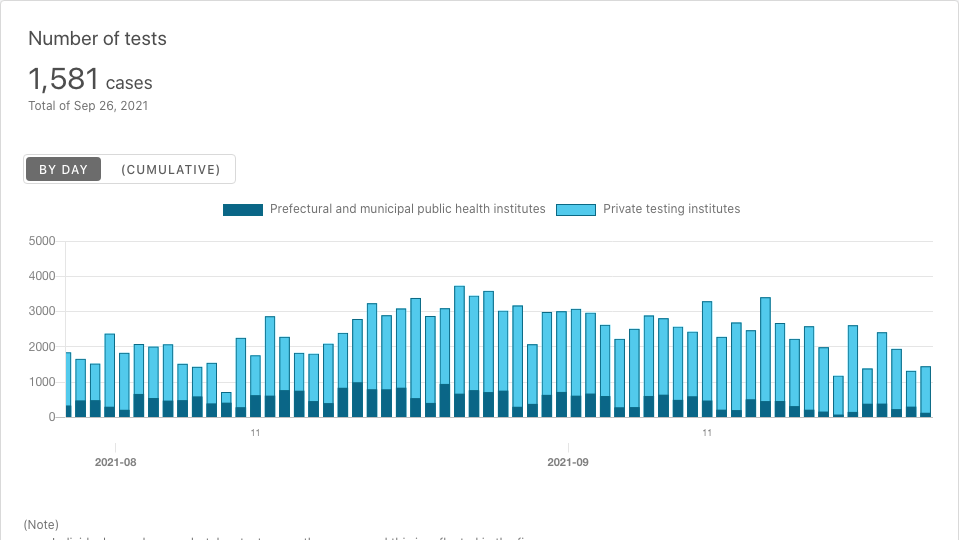 Number of tests
1,581 cases
Total of Sep 26, 2021
BY DAY (CUMULATIVE)
Prefectural and municipal public health institutes Private testing institutes
5000
4000
3000
2000
1000
0
11 11
2021-08 2021-09
(Note)